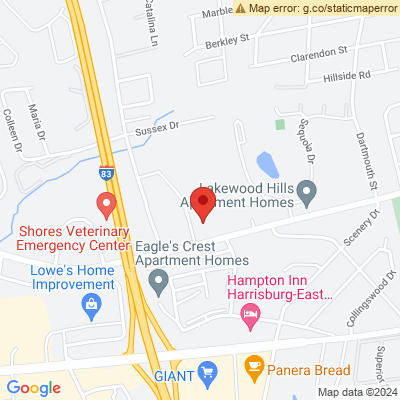 Map error: g.co/staticmaperror
Catalina Ln
Marble
Berkley St
Clarendon St
Hillside Rd
Colleen Dr
Maria Dr
Sussex Dr
Sequoia Dr
Dartmouth St
83
Lakewood Hills
Apartment Homes
Shores Veterinary
Emergency Center
Eagle's Crest
Apartment Homes
Scenery Dr
Lowe's Home
Improvement
Hampton Inn
Harrisburg-East...
Collingswood Dr
GIANT
Panera Bread
Superior
Google
Map data ©2024